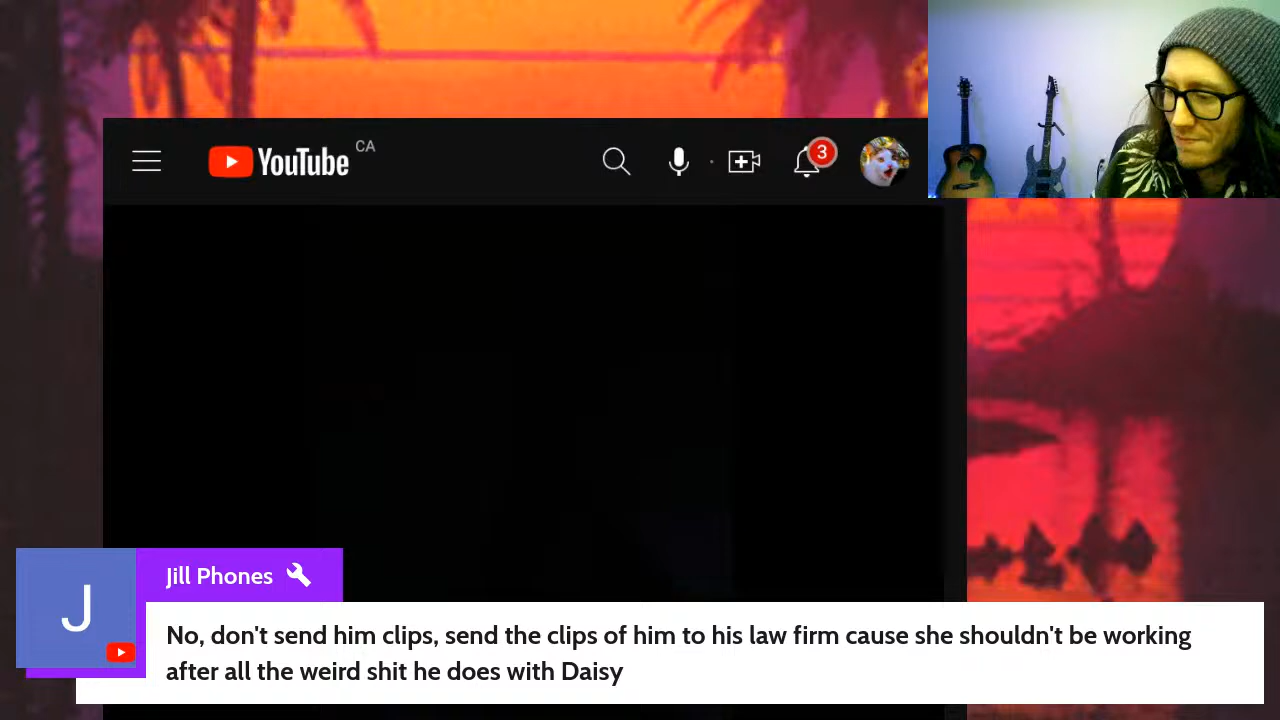 YouTube CA
3
J
Jill Phones
No, don't send him clips, send the clips of him to his law firm cause she shouldn't be working
after all the weird shit he does with Daisy